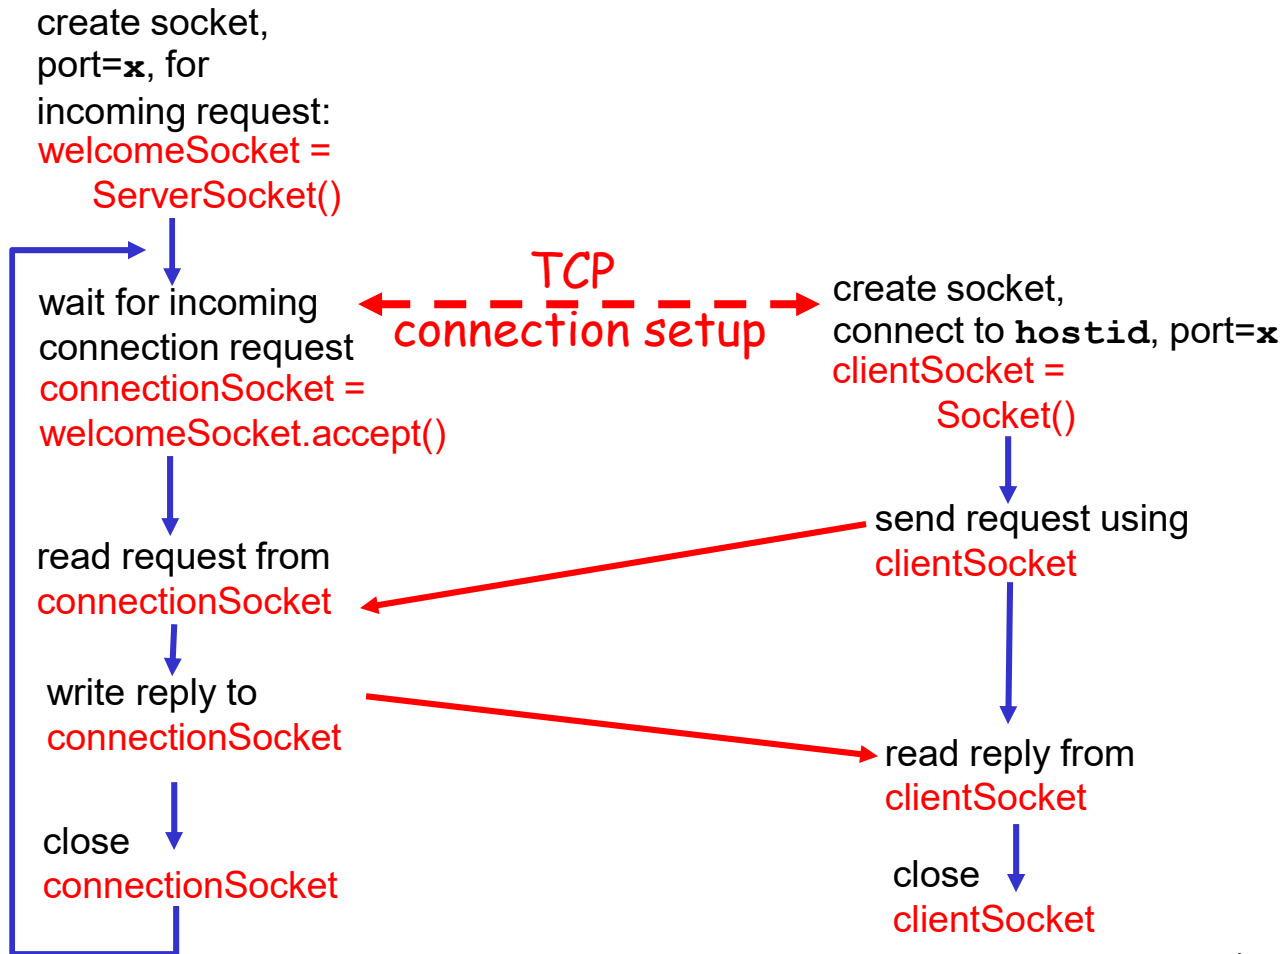 create socket,
port=x, for
incoming request:
welcomeSocket =
ServerSocket()
wait for incoming
connection request
connectionSocket =
welcomeSocket.accept()
read request from
connectionSocket
write reply to
connectionSocket
close
connectionSocket
TCP
connection setup
create socket,
connect to hostid, port=x
clientSocket =
Socket()
send request using
clientSocket
read reply from
clientSocket
close
clientSocket